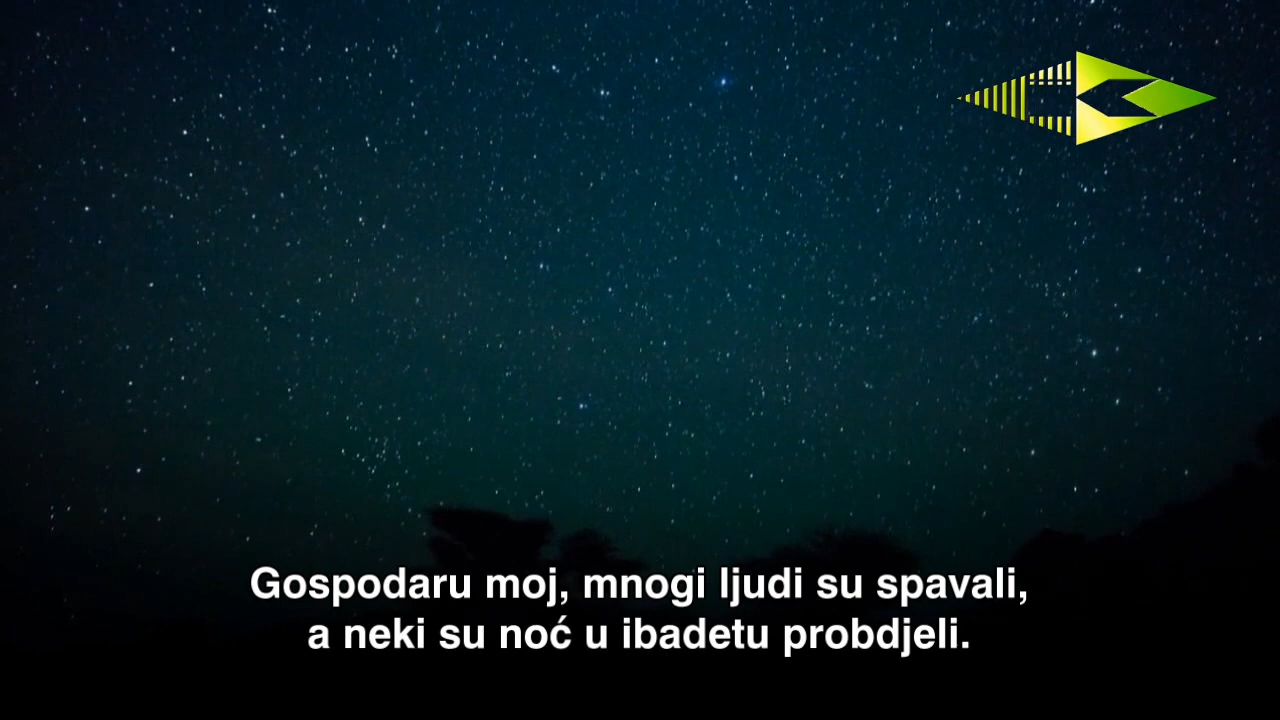 Gospodaru moj, mnogi ljudi su spavali,
a neki su noć u ibadetu probdjeli.